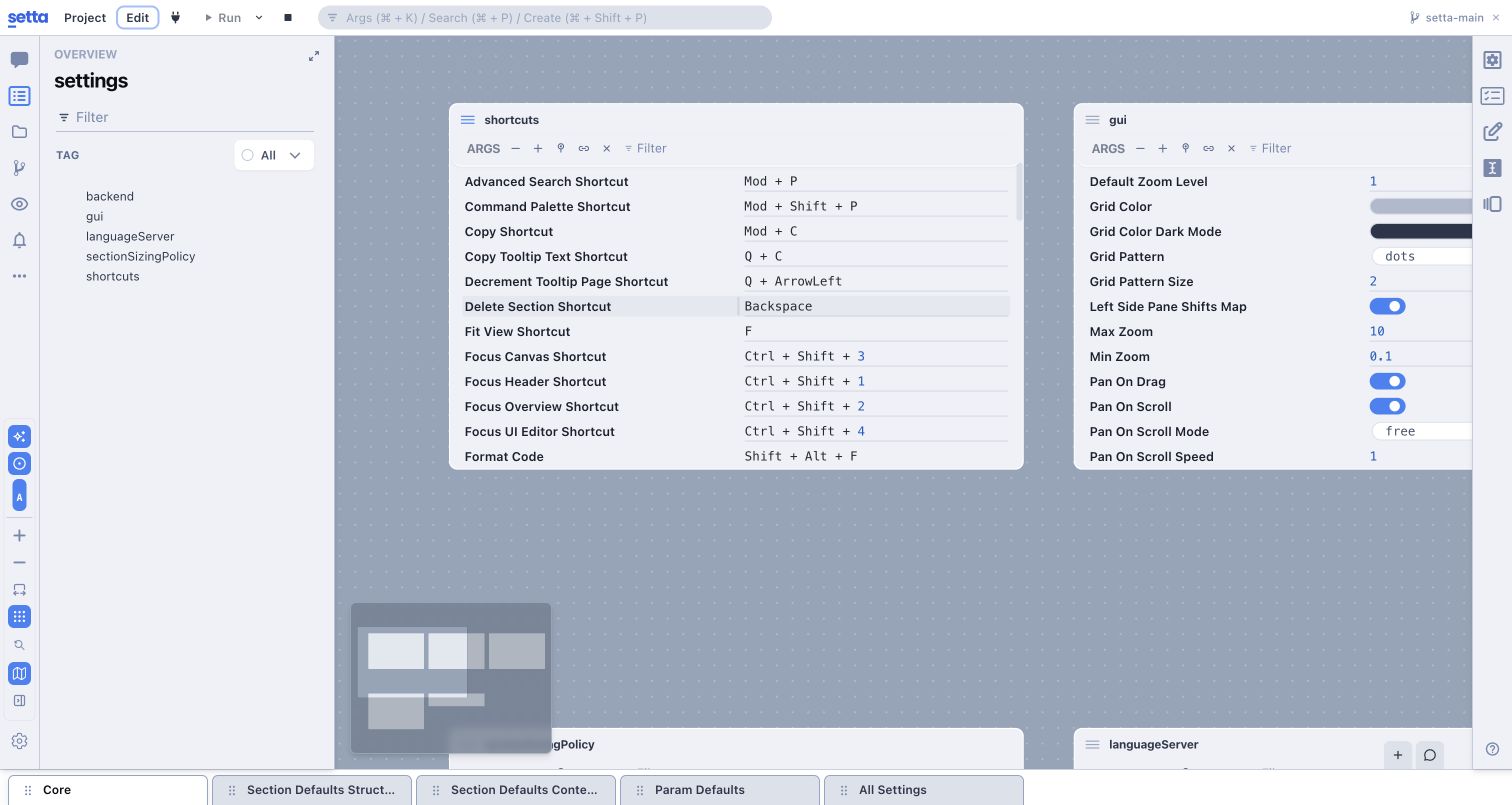 setta Project Edit Run Args (⌘ + K) / Search (⌘ + P) / Create (⌘ + Shift + P) setta-main
OVERVIEW
settings
Filter
TAG All
backend
gui
languageServer
sectionSizingPolicy
shortcuts
A
shortcuts
ARGS Filter
Advanced Search Shortcut Mod + P
Command Palette Shortcut Mod + Shift + P
Copy Shortcut Mod + C
Copy Tooltip Text Shortcut Q + C
Decrement Tooltip Page Shortcut Q + ArrowLeft
Delete Section Shortcut Backspace
Fit View Shortcut F
Focus Canvas Shortcut Ctrl + Shift + 3
Focus Header Shortcut Ctrl + Shift + 1
Focus Overview Shortcut Ctrl + Shift + 2
Focus UI Editor Shortcut Ctrl + Shift + 4
Format Code Shift + Alt + F
gui
ARGS Filter
Default Zoom Level 1
Grid Color
Grid Color Dark Mode
Grid Pattern dots
Grid Pattern Size 2
Left Side Pane Shifts Map
Max Zoom 10
Min Zoom 0.1
Pan On Drag
Pan On Scroll
Pan On Scroll Mode free
Pan On Scroll Speed 1
gPolicy
languageServer
Core
Section Defaults Struct...
Section Defaults Conte...
Param Defaults
All Settings